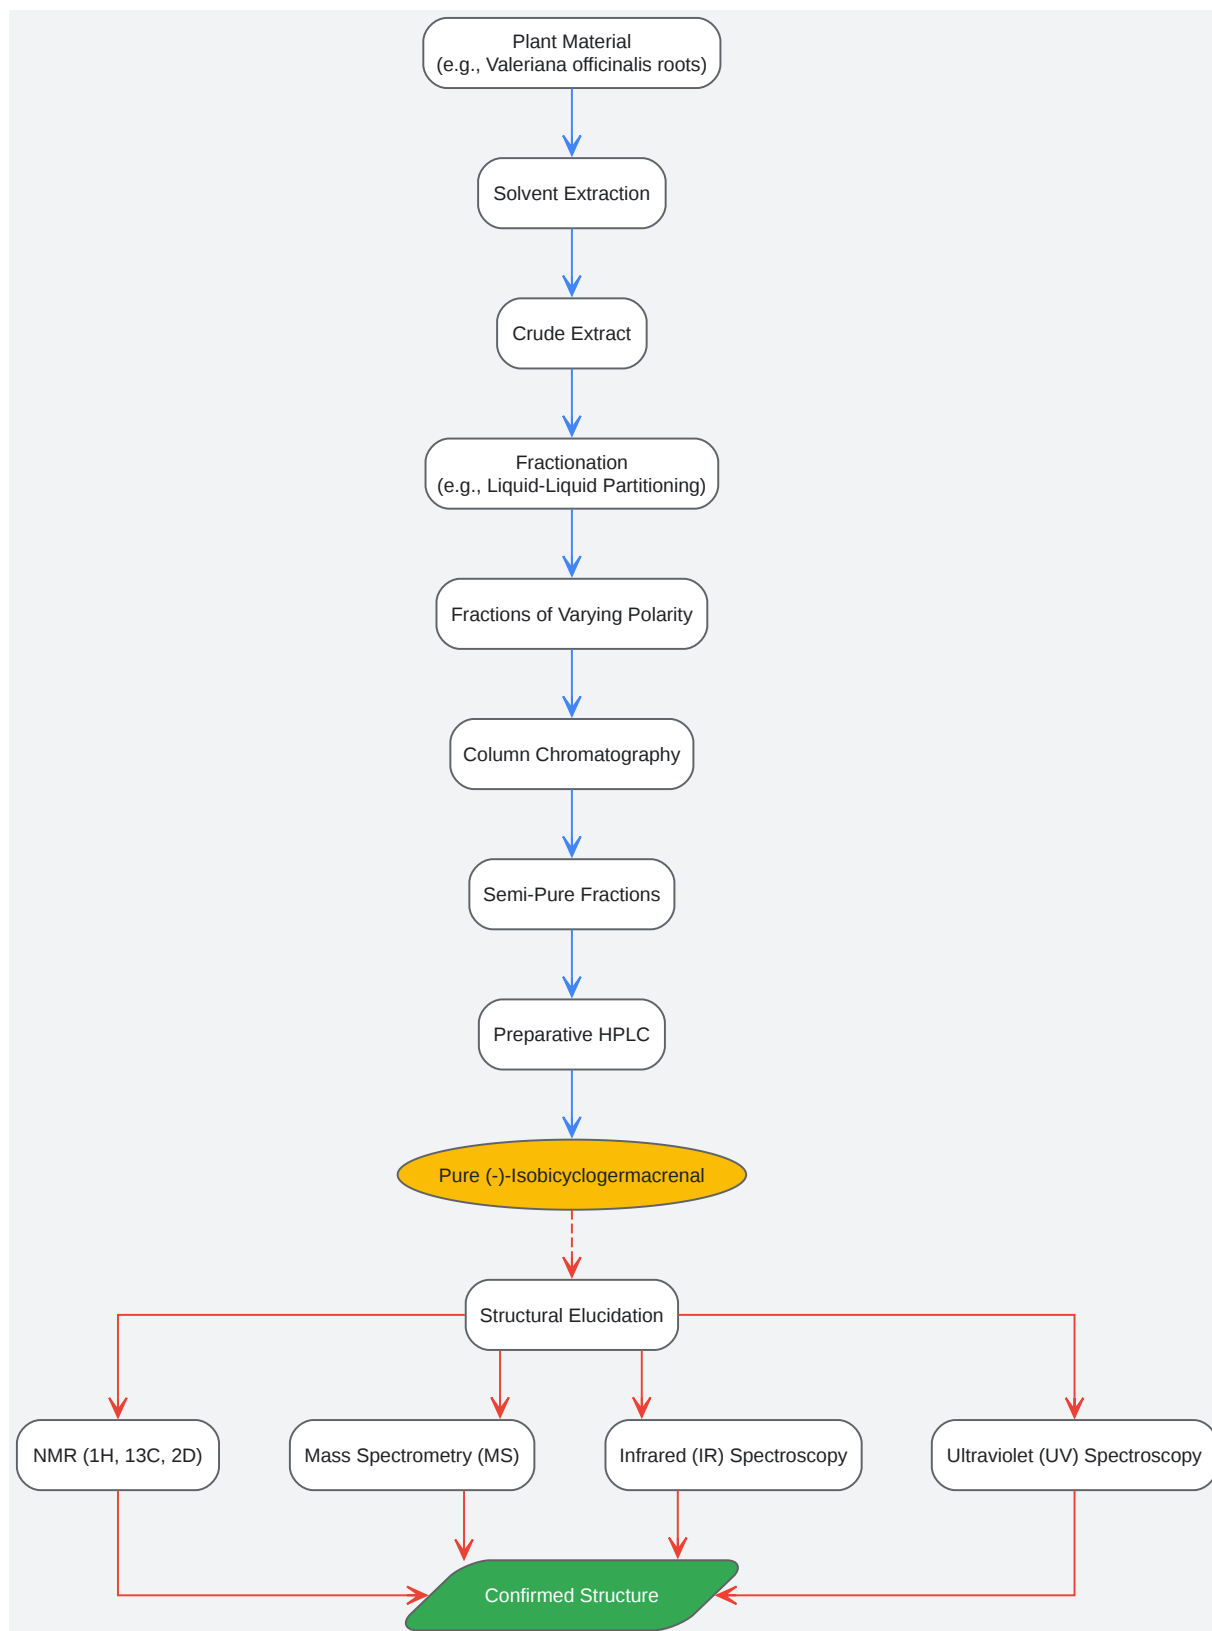 Plant Material
(e.g., Valeriana officinalis roots)
Solvent Extraction
Crude Extract
Fractionation
(e.g., Liquid-Liquid Partitioning)
Fractions of Varying Polarity
Column Chromatography
Semi-Pure Fractions
Preparative HPLC
Pure (-)-Isobicyclogermacrenal
Structural Elucidation
NMR (1H, 13C, 2D)
Mass Spectrometry (MS)
Infrared (IR) Spectroscopy
Ultraviolet (UV) Spectroscopy
Confirmed Structure